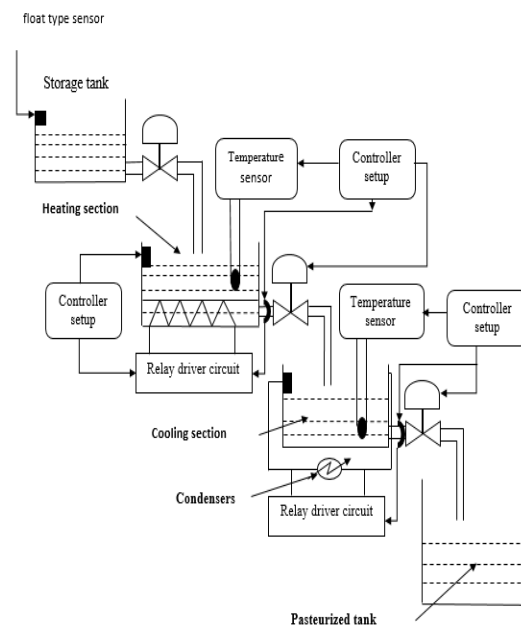 float type sensor
Storage tank
Temperature
sensor
Controller
setup
Heating section
Controller
setup
Temperature
sensor
Controller
setup
Relay driver circuit
Cooling section
Condensers
Relay driver circuit
Pasteurized tank